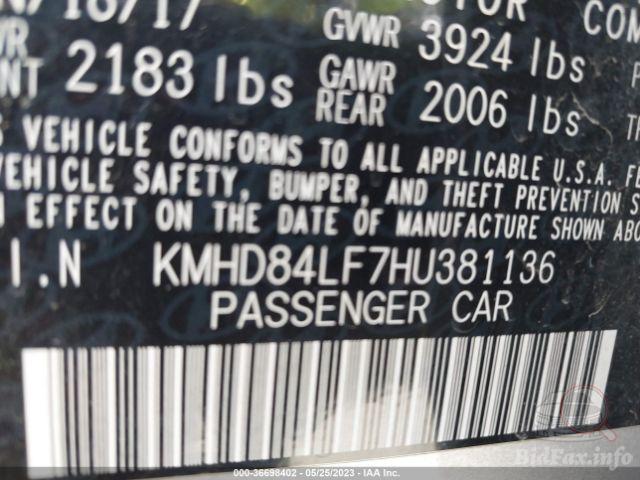 GVWR 3924 lbs
2183 lbs GAWR REAR 2006 lbs
VEHICLE CONFORMS TO ALL APPLICABLE U.S.A.
VEHICLE SAFETY, BUMPER, AND THEFT PREVENTION
EFFECT ON THE DATE OF MANUFACTURE SHOWN
KMHD84LF7HU381136
PASSENGER CAR
BidFax.info
000-36698402 - 05/25/2023 - IAA Inc.